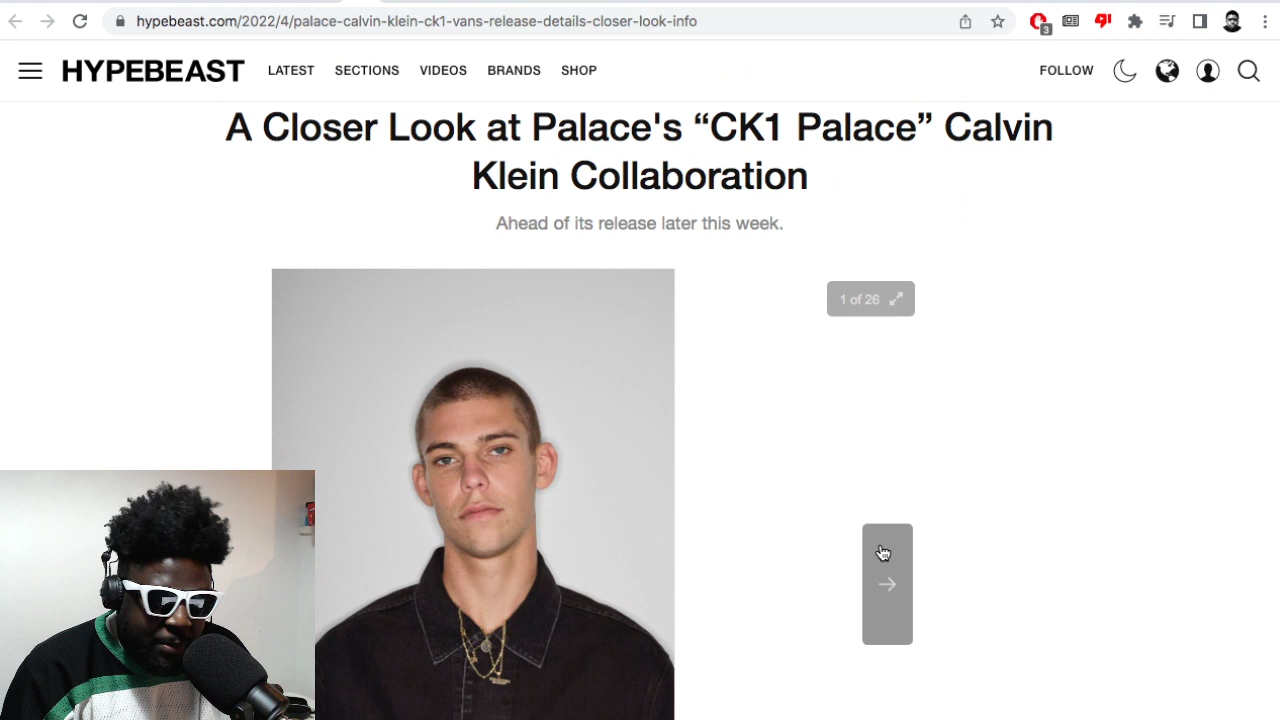 hypebeast.com/2022/4/palace-calvin-klein-ck1-vans-release-details-closer-look-info
3
HYPEBEAST LATEST SECTIONS VIDEOS BRANDS SHOP FOLLOW
A Closer Look at Palace's “CK1 Palace” Calvin
Klein Collaboration
Ahead of its release later this week.
1 of 26